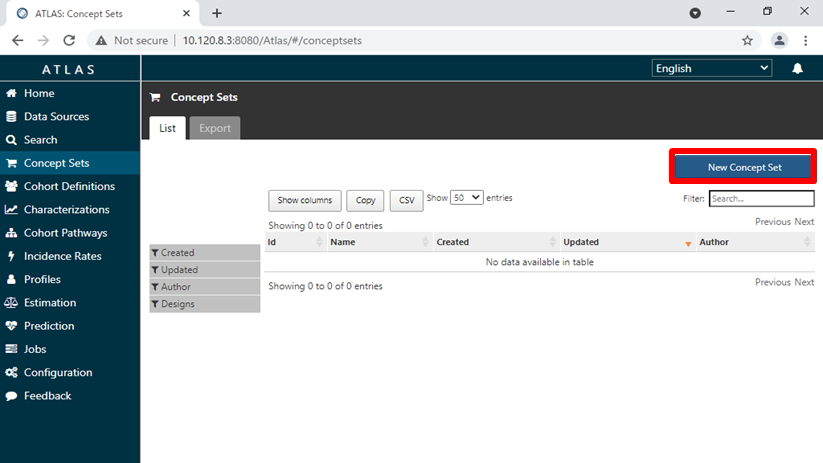 ATLAS: Concept Sets
Not secure | 10.120.8.3:8080/Atlas/#/conceptsets
ATLAS
English
Home
Data Sources
Search
Concept Sets
Cohort Definitions
Characterizations
Cohort Pathways
Incidence Rates
Profiles
Estimation
Prediction
Jobs
Configuration
Feedback
Concept Sets
List Export
New Concept Set
Show columns Copy CSV Show 50 entries Filter: Search...
Showing 0 to 0 of 0 entries Previous Next
Id Name Created Updated Author
No data available in table
Showing 0 to 0 of 0 entries Previous Next
Created
Updated
Author
Designs